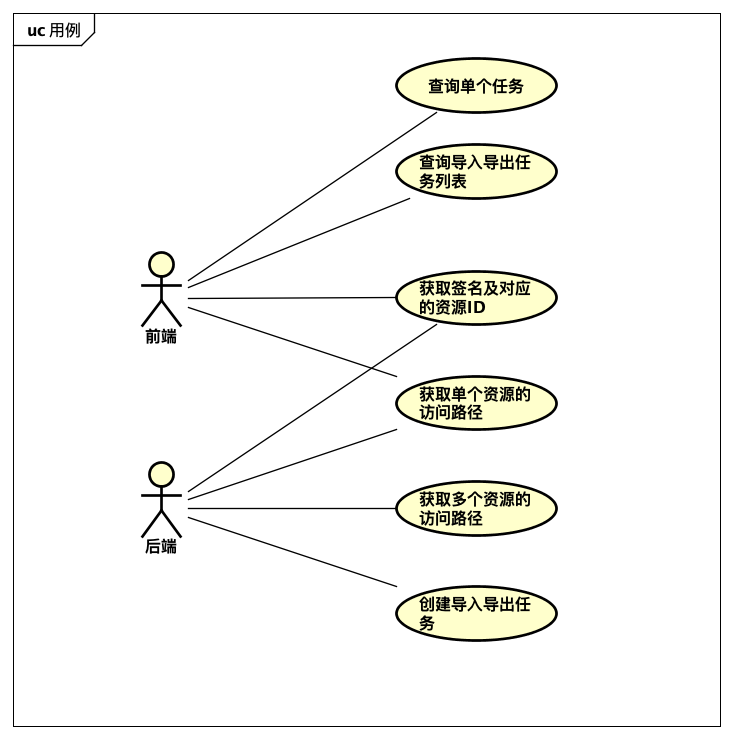 uc 用例
查询单个任务
查询导入导出任
务列表
获取签名及对应
的资源ID
前端
获取单个资源的
访问路径
获取多个资源的
访问路径
后端
创建导入导出任
务